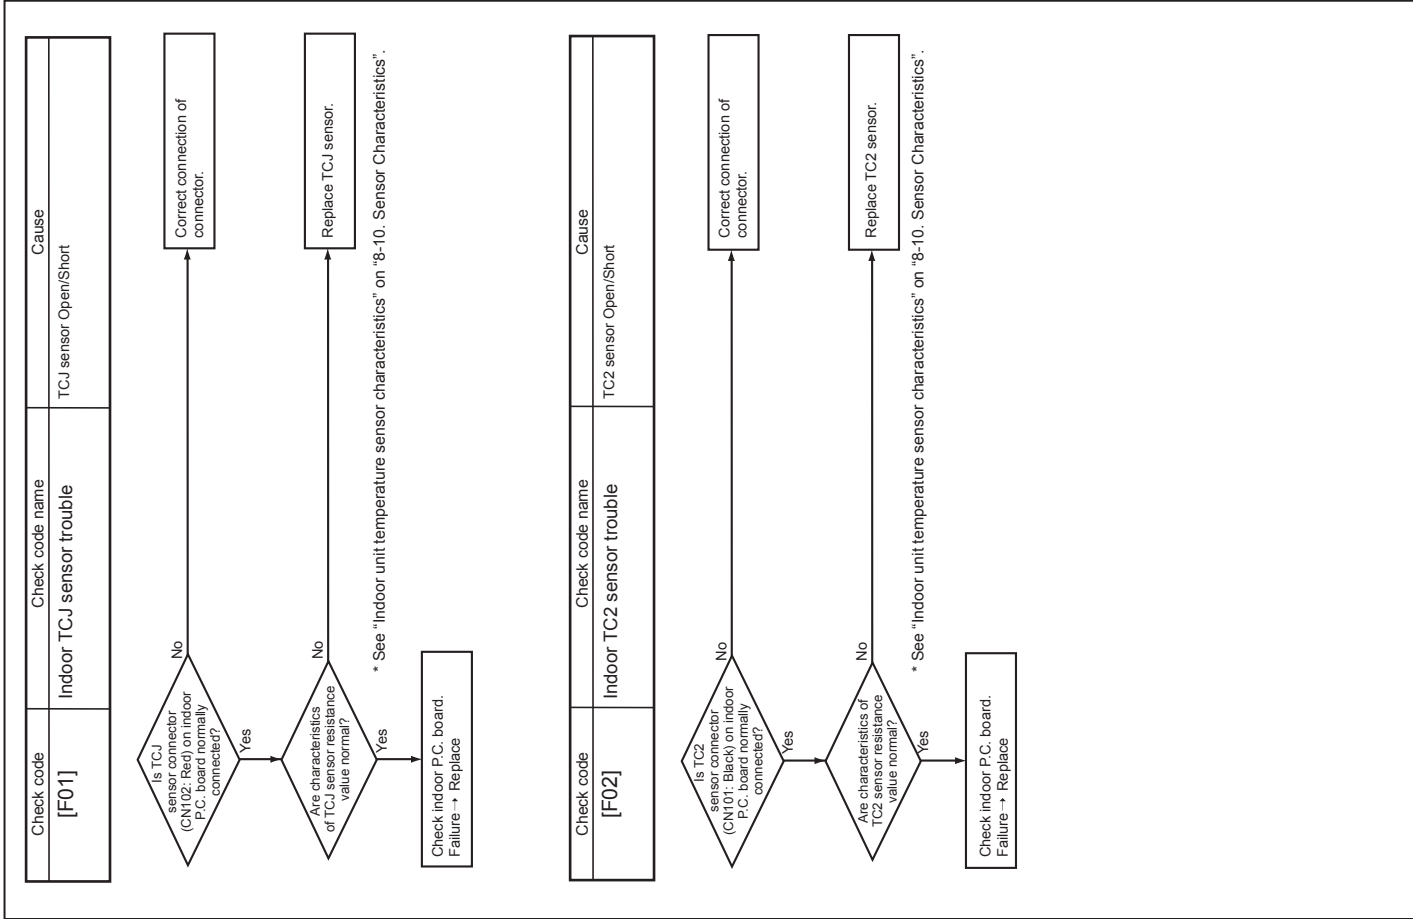 Check code
Check code name
Cause
[F01]
Indoor TCJ sensor trouble
TCJ sensor Open/Short
Is TCJ
sensor connector
(CN102: Red) on indoor
P.C. board normally
connected?
No
Correct connection of
connector.
Yes
Are characteristics
of TCJ sensor resistance
value normal?
No
Replace TCJ sensor.
Yes
* See “Indoor unit temperature sensor characteristics” on “8-10. Sensor Characteristics”.
Check indoor P.C. board.
Failure → Replace
Check code
Check code name
Cause
[F02]
Indoor TC2 sensor trouble
TC2 sensor Open/Short
Is TC2
sensor connector
(CN101: Black) on indoor
P.C. board normally
connected?
No
Correct connection of
connector.
Yes
Are characteristics of
TC2 sensor resistance
value normal?
No
Replace TC2 sensor.
Yes
* See “Indoor unit temperature sensor characteristics” on “8-10. Sensor Characteristics”.
Check indoor P.C. board.
Failure → Replace